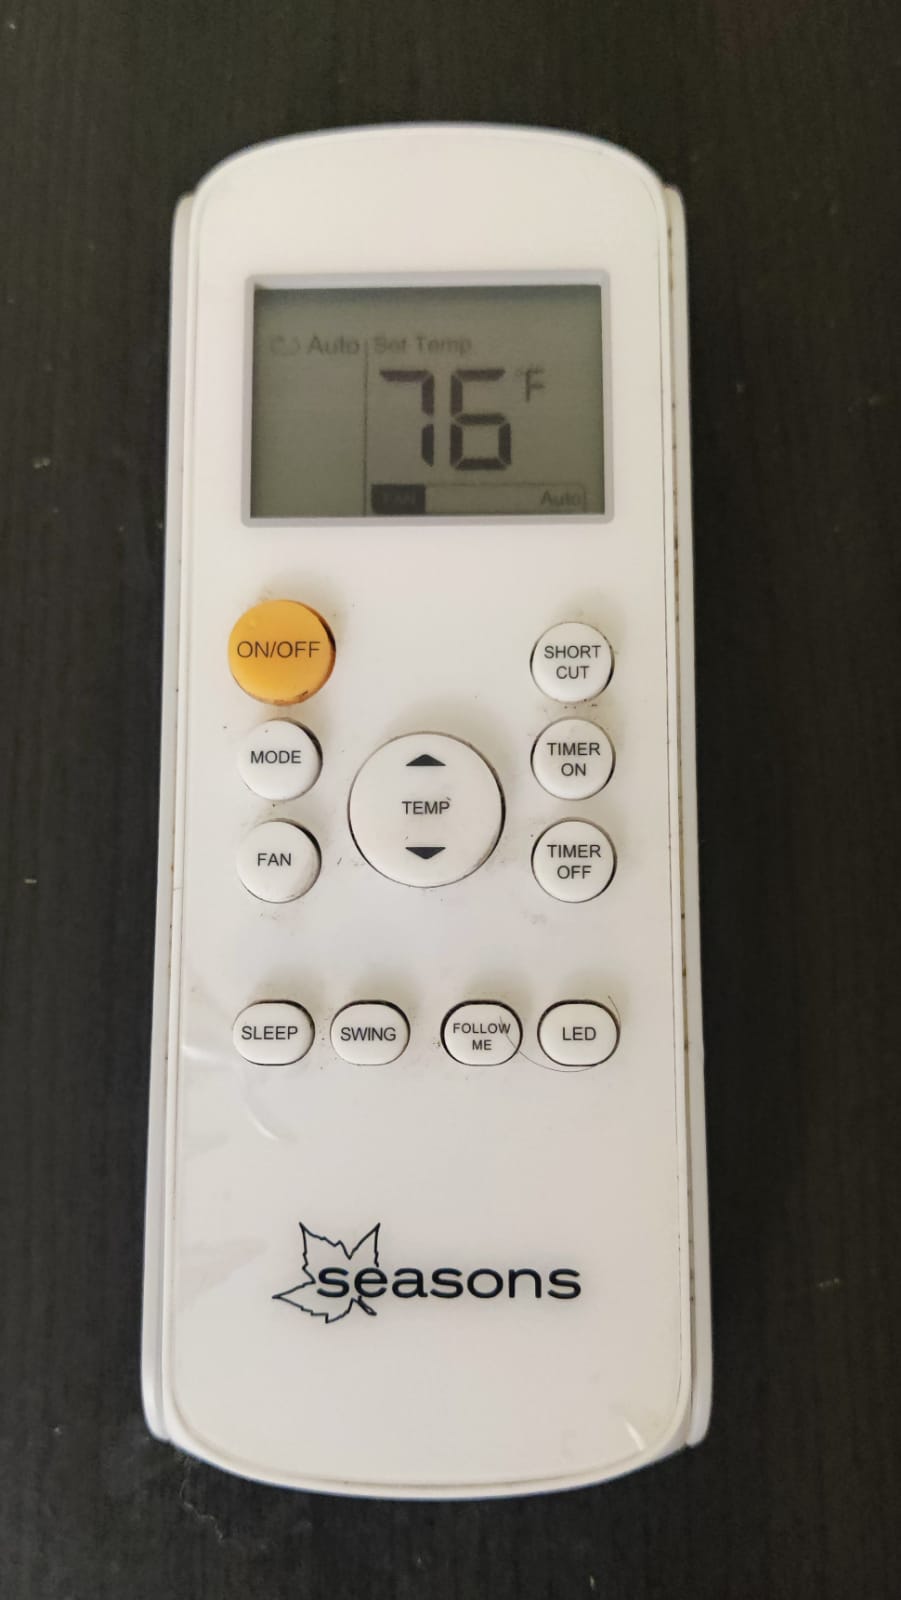 Auto Set Temp
76°F
FAN Auto
ON/OFF
SHORT
CUT
MODE
TEMP
TIMER
ON
FAN
TIMER
OFF
SLEEP
SWING
FOLLOW
ME
LED
seasons